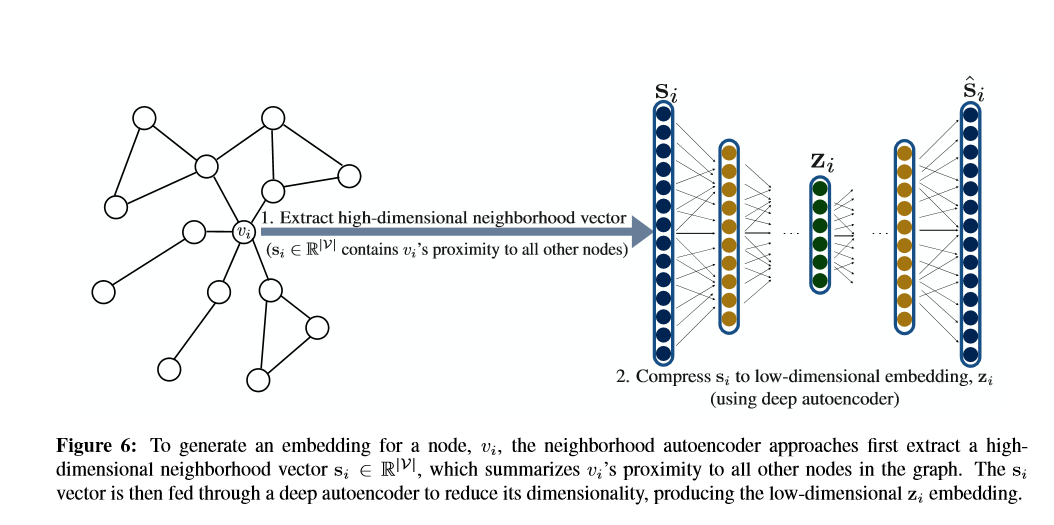 s_i
ŝ_i
z_i
v_i
1. Extract high-dimensional neighborhood vector
(s_i ∈ ℝ^|𝒱| contains v_i's proximity to all other nodes)
...
...
2. Compress s_i to low-dimensional embedding, z_i
(using deep autoencoder)
Figure 6: To generate an embedding for a node, v_i, the neighborhood autoencoder approaches first extract a high-
dimensional neighborhood vector s_i ∈ ℝ^|𝒱|, which summarizes v_i's proximity to all other nodes in the graph. The s_i
vector is then fed through a deep autoencoder to reduce its dimensionality, producing the low-dimensional z_i embedding.